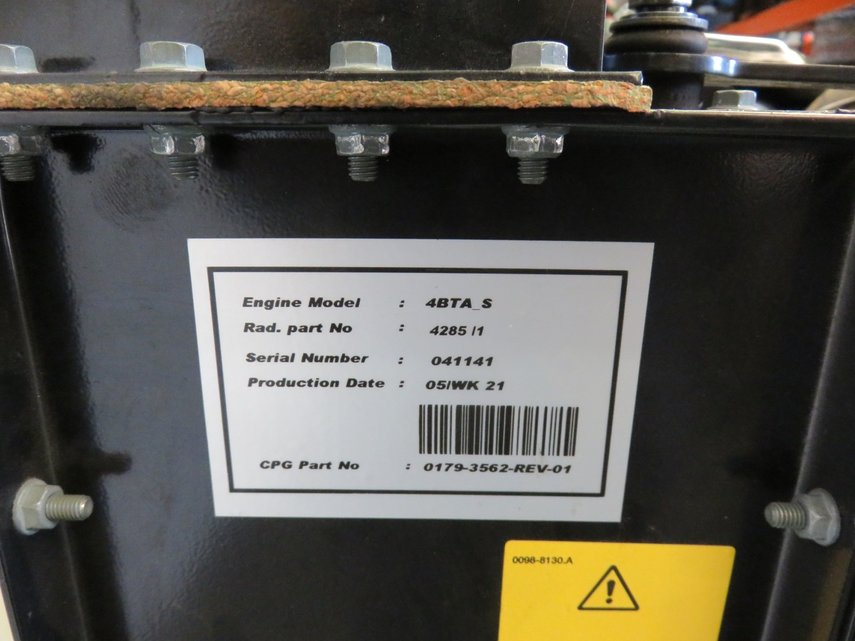 Engine Model : 4BTA_S
Rad. part No : 4285 /1
Serial Number : 041141
Production Date : 05/WK 21
CPG Part No : 0179-3562-REV-01
0098-8130.A
!